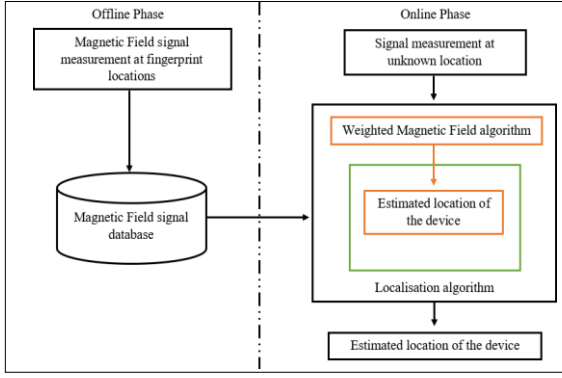 Offline Phase
Magnetic Field signal
measurement at fingerprint
locations
Magnetic Field signal
database
Online Phase
Signal measurement at
unknown location
Weighted Magnetic Field algorithm
Estimated location of
the device
Localisation algorithm
Estimated location of the device